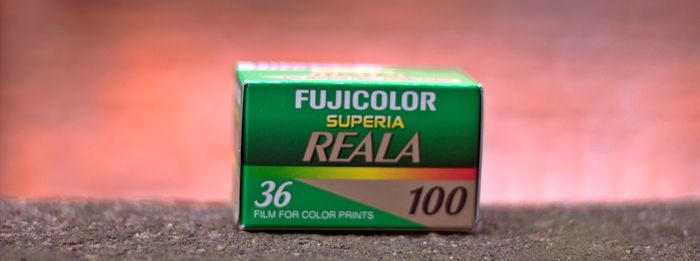 FUJICOLOR
SUPERIA
REALA
36
FILM FOR COLOR PRINTS
100